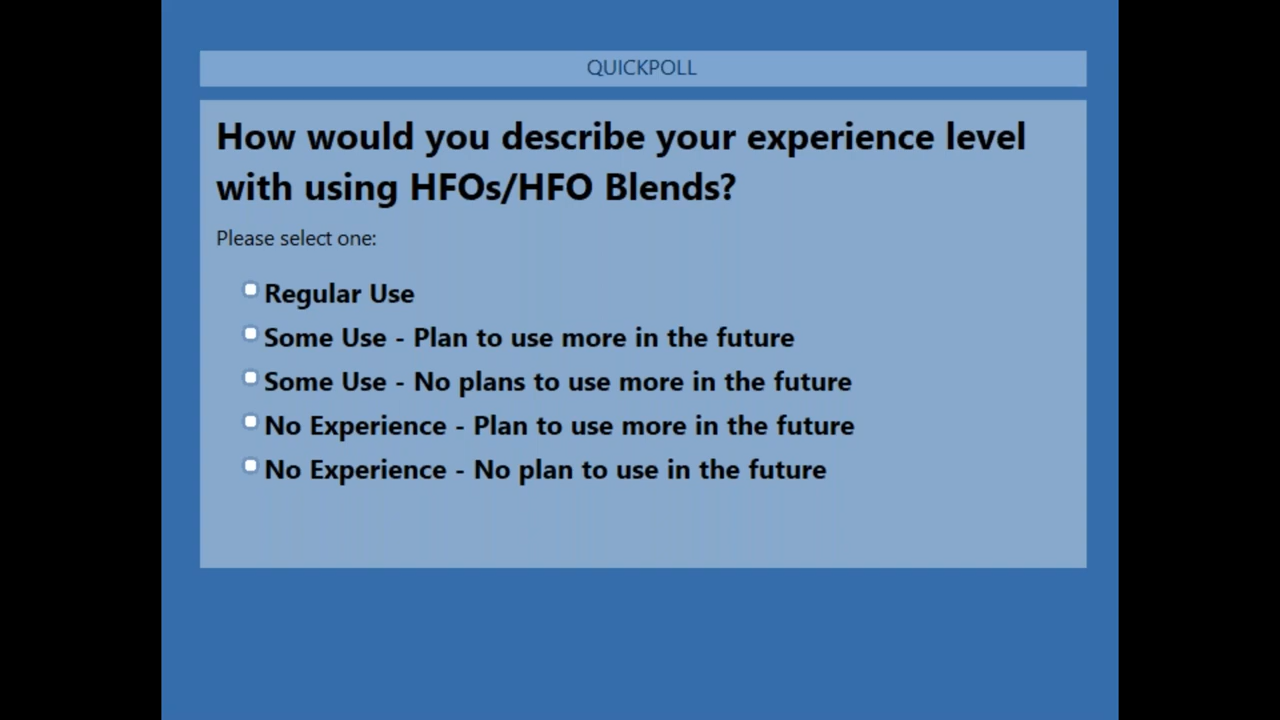 QUICKPOLL
How would you describe your experience level
with using HFOs/HFO Blends?
Please select one:
Regular Use
Some Use - Plan to use more in the future
Some Use - No plans to use more in the future
No Experience - Plan to use more in the future
No Experience - No plan to use in the future